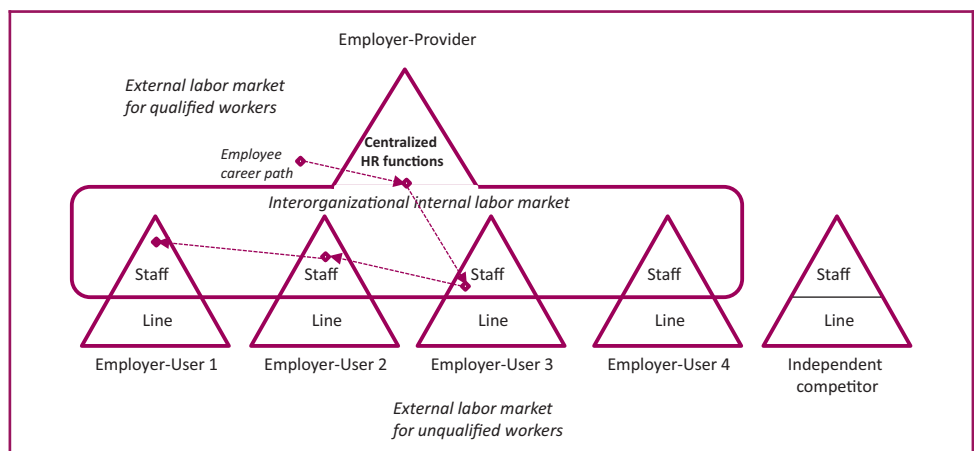 Employer-Provider
External labor market
for qualified workers
Centralized
HR functions
Employee
career path
Interorganizational internal labor market
Staff
Staff
Staff
Staff
Staff
Line
Line
Line
Line
Line
Employer-User 1
Employer-User 2
Employer-User 3
Employer-User 4
Independent
competitor
External labor market
for unqualified workers